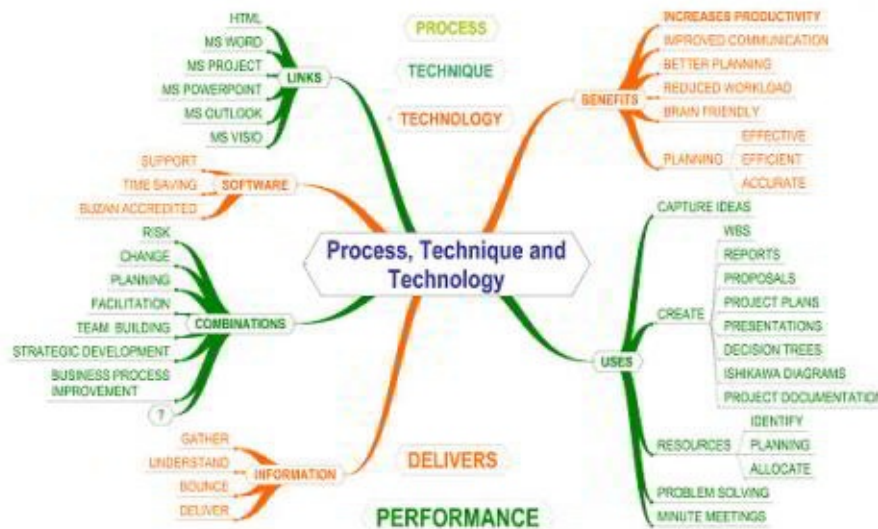 HTML
MS WORD
MS PROJECT
MS POWERPOINT
MS OUTLOOK
MS VISIO
LINKS
PROCESS
TECHNIQUE
TECHNOLOGY
INCREASES PRODUCTIVITY
IMPROVED COMMUNICATION
BETTER PLANNING
REDUCED WORKLOAD
BRAIN FRIENDLY
BENEFITS
PLANNING
EFFECTIVE
EFFICIENT
ACCURATE
SUPPORT
TIME SAVING
BUZAN ACCREDITED
SOFTWARE
Process, Technique and
Technology
RISK
CHANGE
PLANNING
FACILITATION
TEAM BUILDING
STRATEGIC DEVELOPMENT
BUSINESS PROCESS
IMPROVEMENT
?
COMBINATIONS
CAPTURE IDEAS
CREATE
WBS
REPORTS
PROPOSALS
PROJECT PLANS
PRESENTATIONS
DECISION TREES
ISHIKAWA DIAGRAMS
PROJECT DOCUMENTATION
USES
RESOURCES
IDENTIFY
PLANNING
ALLOCATE
PROBLEM SOLVING
MINUTE MEETINGS
GATHER
UNDERSTAND
BOUNCE
DELIVER
INFORMATION
DELIVERS
PERFORMANCE